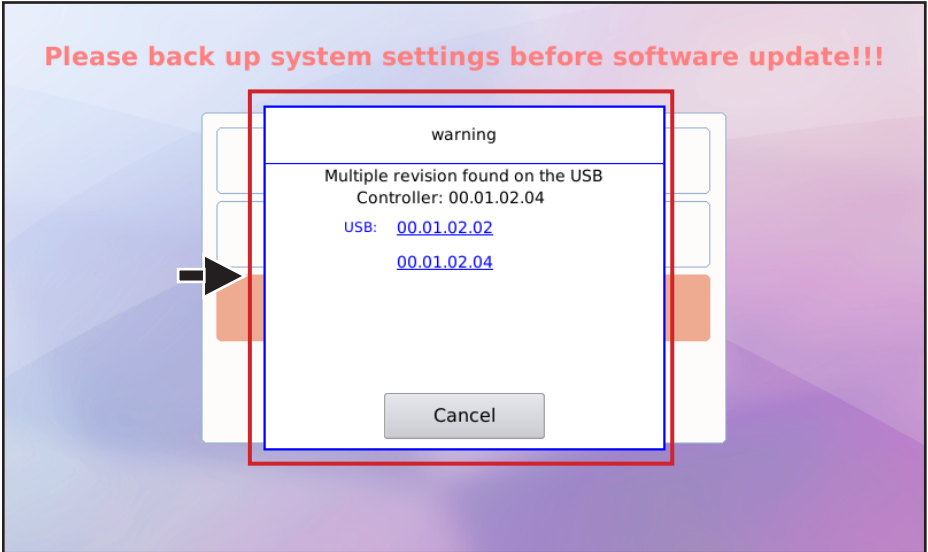 Please back up system settings before software update!!!
warning
Multiple revision found on the USB
Controller: 00.01.02.04
USB: 00.01.02.02
00.01.02.04
Cancel